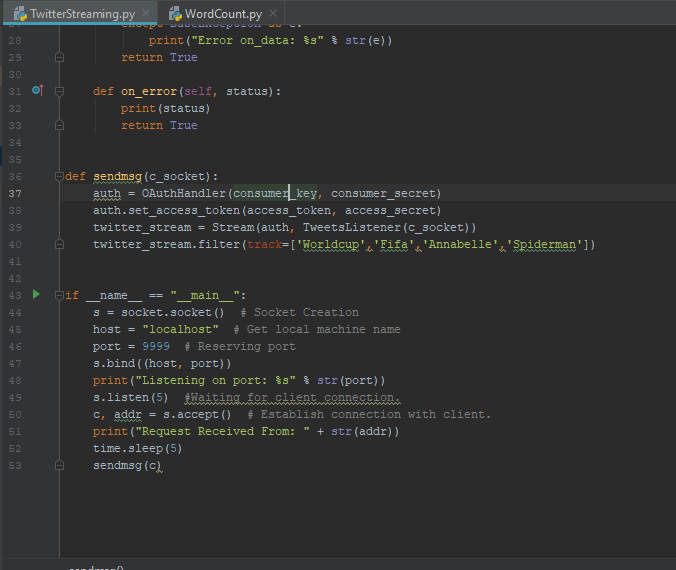 TwitterStreaming.py × WordCount.py ×
28 print("Error on_data: %s" % str(e))
29 return True
30
31 def on_error(self, status):
32 print(status)
33 return True
34
35
36 def sendmsg(c_socket):
37 auth = OAuthHandler(consumer_key, consumer_secret)
38 auth.set_access_token(access_token, access_secret)
39 twitter_stream = Stream(auth, TweetsListener(c_socket))
40 twitter_stream.filter(track=['Worldcup','Fifa','Annabelle','Spiderman'])
41
42
43 if __name__ == "__main__":
44 s = socket.socket()  # Socket Creation
45 host = "localhost"  # Get local machine name
46 port = 9999  # Reserving port
47 s.bind((host, port))
48 print("Listening on port: %s" % str(port))
49 s.listen(5)  #Waiting for client connection.
50 c, addr = s.accept()  # Establish connection with client.
51 print("Request Received From: " + str(addr))
52 time.sleep(5)
53 sendmsg(c)